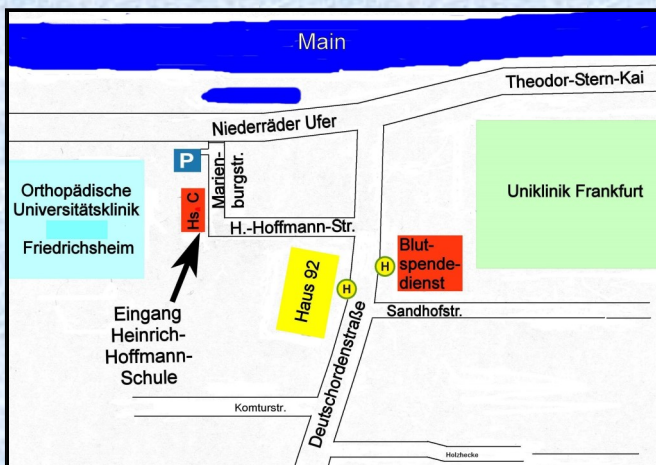 Main
Theodor-Stern-Kai
Niederräder Ufer
P
Marien-
burgstr.
Orthopädische
Universitätsklinik
Friedrichsheim
Hs. C
H.-Hoffmann-Str.
Uniklinik Frankfurt
Blut-
spende-
dienst
H
H
Haus 92
Sandhofstr.
Eingang
Heinrich-
Hoffmann-
Schule
Deutschordenstraße
Komturstr.
Holzhecke